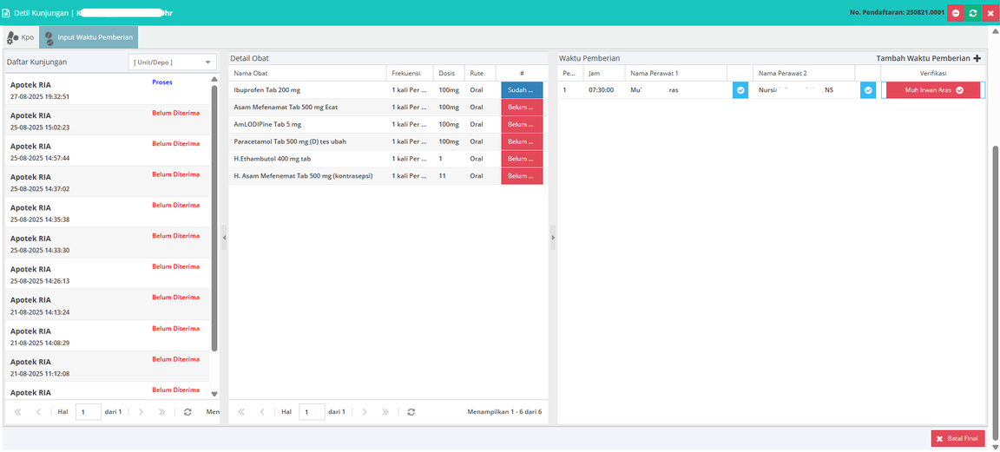 Detil Kunjungan |
hr
No. Pendaftaran: 250821.0001
Kpo
Input Waktu Pemberian
Daftar Kunjungan
[ Unit/Depo ]
Apotek RIA Proses
27-08-2025 19:32:51
Apotek RIA Belum Diterima
25-08-2025 15:02:23
Apotek RIA Belum Diterima
25-08-2025 14:57:44
Apotek RIA Belum Diterima
25-08-2025 14:37:02
Apotek RIA Belum Diterima
25-08-2025 14:35:38
Apotek RIA Belum Diterima
25-08-2025 14:33:30
Apotek RIA Belum Diterima
25-08-2025 14:26:13
Apotek RIA Belum Diterima
21-08-2025 14:13:24
Apotek RIA Belum Diterima
21-08-2025 14:08:29
Apotek RIA Belum Diterima
21-08-2025 11:12:08
Apotek RIA Belum Diterima
Hal 1 dari 1 Men
Detail Obat
Nama Obat Frekuensi Dosis Rute #
Ibuprofen Tab 200 mg 1 kali Per ... 100mg Oral Sudah ...
Asam Mefenamat Tab 500 mg Ecat 1 kali Per ... 100mg Oral Belum ...
AmLODIPine Tab 5 mg 1 kali Per ... 100mg Oral Belum ...
Paracetamol Tab 500 mg (D) tes ubah 1 kali Per ... 100mg Oral Belum ...
H.Ethambutol 400 mg tab 1 kali Per ... 1 Oral Belum ...
H. Asam Mefenemat Tab 500 mg (kontrasepsi) 1 kali Per ... 11 Oral Belum ...
Hal 1 dari 1 Menampilkan 1 - 6 dari 6
Waktu Pemberian
Tambah Waktu Pemberian
Pe... Jam Nama Perawat 1 Nama Perawat 2 Verifikasi
1 07:30:00 Mu ras Nursi NS Muh Irwan Aras
Batal Final